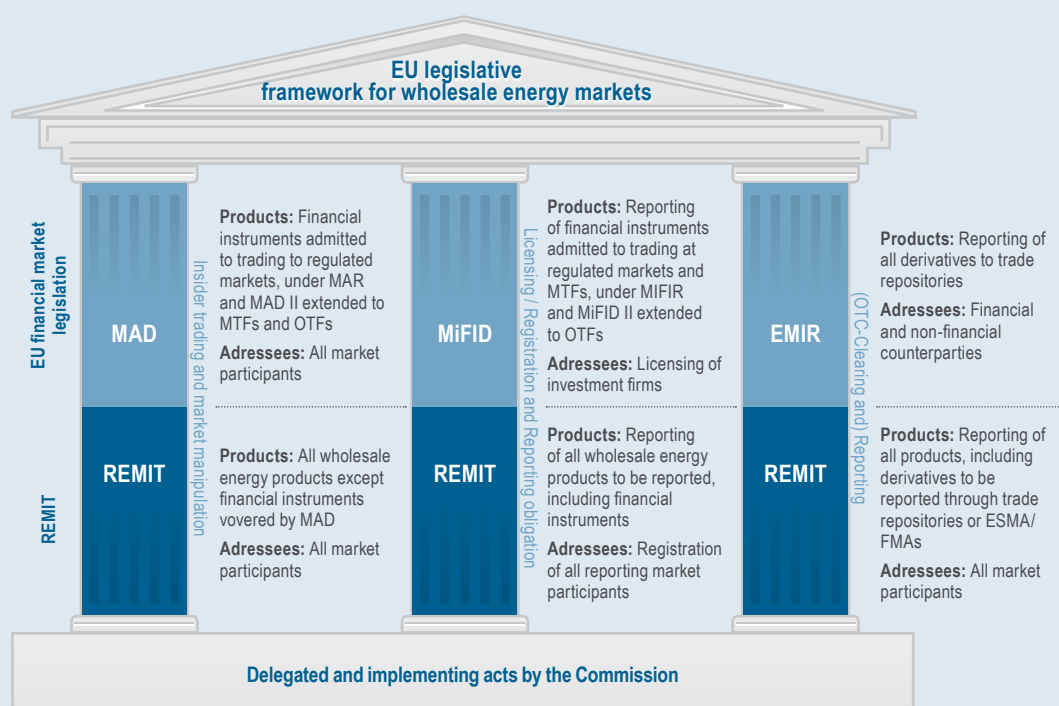 EU legislative
framework for wholesale energy markets
EU financial market
legislation
MAD
Insider trading and market manipulation
Products: Financial
instruments admitted
to trading to regulated
markets, under MAR
and MAD II extended to
MTFs and OTFs
Adressees: All market
participants
MiFID
Licensing / Registration and Reporting obligation
Products: Reporting
of financial instruments
admitted to trading at
regulated markets and
MTFs, under MIFIR
and MiFID II extended
to OTFs
Adressees: Licensing of
investment firms
EMIR
(OTC-Clearing and) Reporting
Products: Reporting of
all derivatives to trade
repositories
Adressees: Financial
and non-financial
counterparties
REMIT
REMIT
Products: All wholesale
energy products except
financial instruments
vovered by MAD
Adressees: All market
participants
REMIT
Products: Reporting
of all wholesale energy
products to be reported,
including financial
instruments
Adressees: Registration
of all reporting market
participants
REMIT
Products: Reporting of
all products, including
derivatives to be
reported through trade
repositories or ESMA/
FMAs
Adressees: All market
participants
Delegated and implementing acts by the Commission